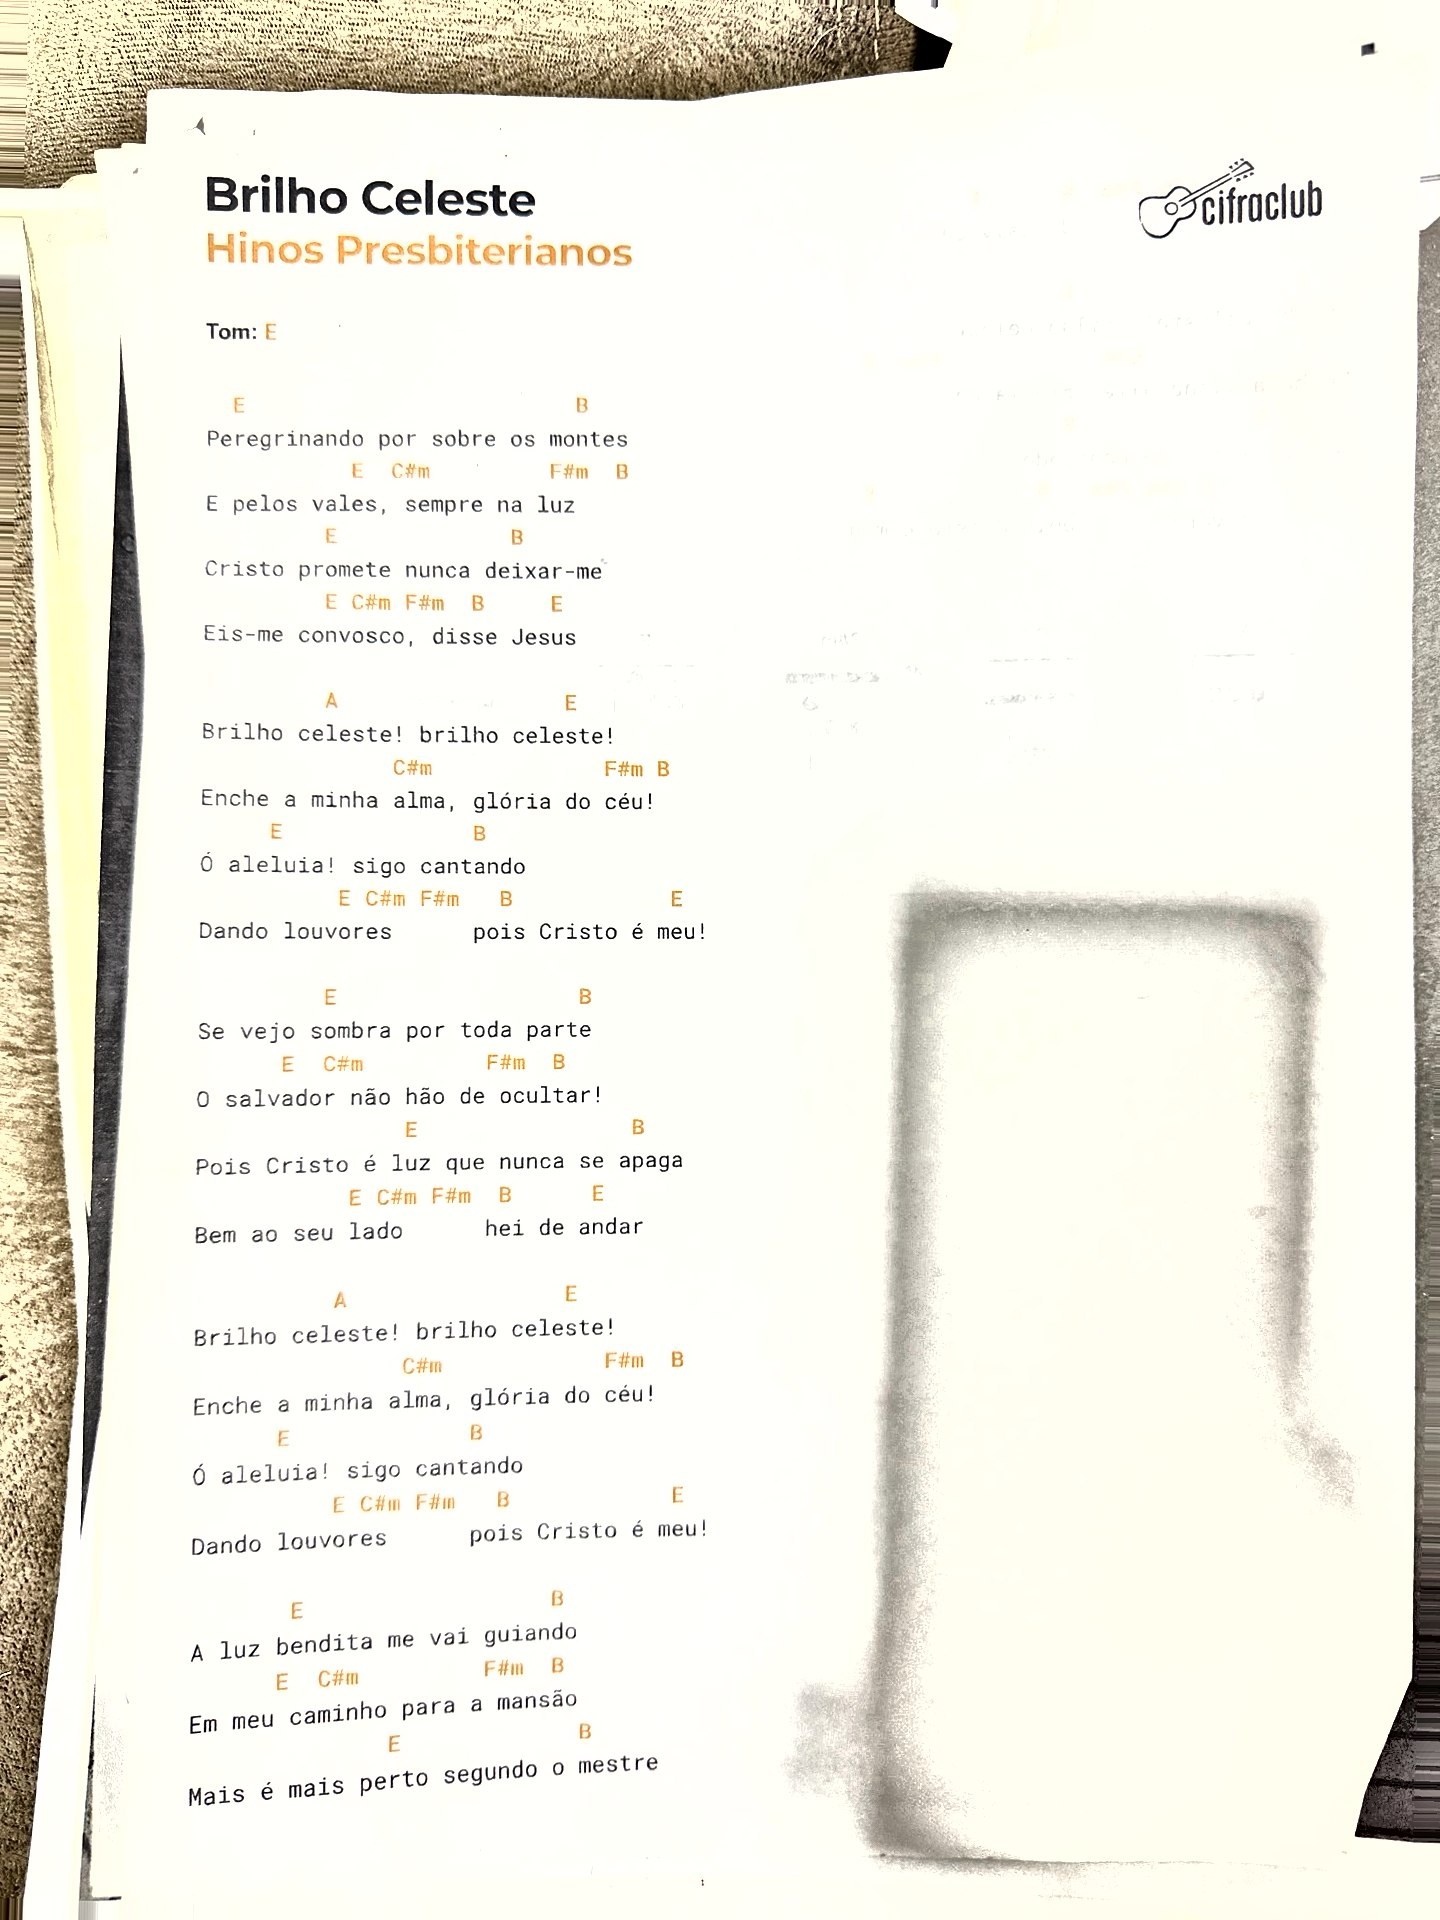 Brilho Celeste
cifraclub
Hinos Presbiterianos
Tom: E
E B
Peregrinando por sobre os montes
E C#m F#m B
E pelos vales, sempre na luz
E B
Cristo promete nunca deixar-me
E C#m F#m B E
Eis-me convosco, disse Jesus
A E
Brilho celeste! brilho celeste!
C#m F#m B
Enche a minha alma, glória do céu!
E B
Ó aleluia! sigo cantando
E C#m F#m B E
Dando louvores pois Cristo é meu!
E B
Se vejo sombra por toda parte
E C#m F#m B
O salvador não hão de ocultar!
E B
Pois Cristo é luz que nunca se apaga
E C#m F#m B E
Bem ao seu lado hei de andar
A E
Brilho celeste! brilho celeste!
C#m F#m B
Enche a minha alma, glória do céu!
E B
Ó aleluia! sigo cantando
E C#m F#m B E
Dando louvores pois Cristo é meu!
E B
A luz bendita me vai guiando
E C#m F#m B
Em meu caminho para a mansão
E B
Mais é mais perto segundo o mestre